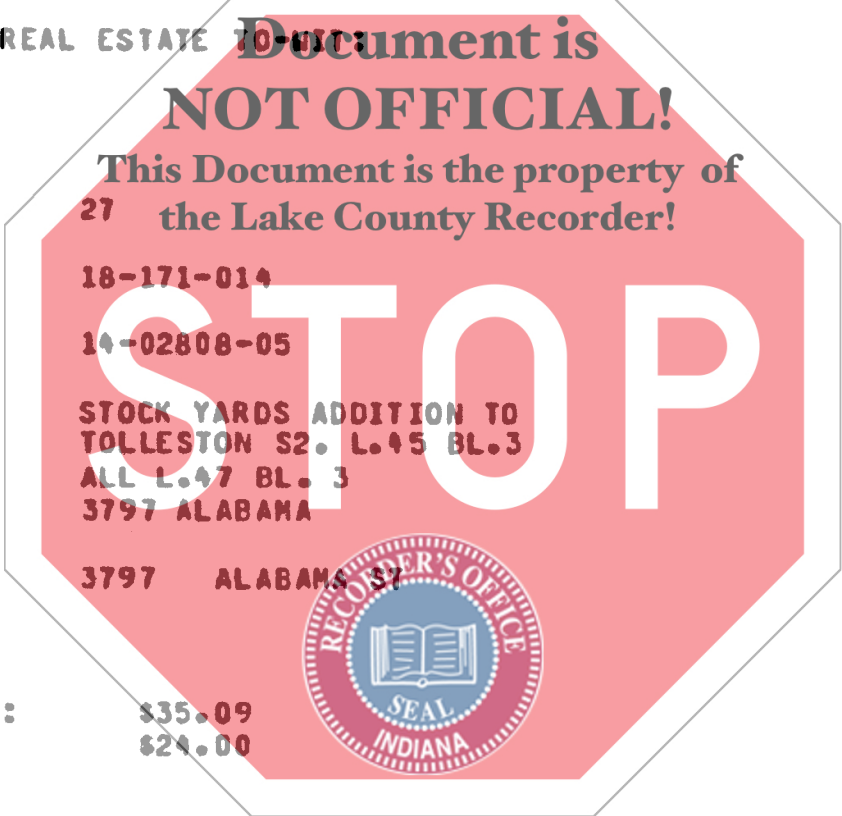 REAL ESTATE TO-WIT:
Document is
NOT OFFICIAL!
This Document is the property of
the Lake County Recorder!
27
18-171-014
STOP
14-02808-05
STOCK YARDS ADDITION TO
TOLLESTON S2. L.45 BL.3
ALL L.47 BL. 3
3797 ALABAMA
3797 ALABAMA ST
RECORDER'S OFFICE
SEAL
INDIANA
: $35.09
$24.00